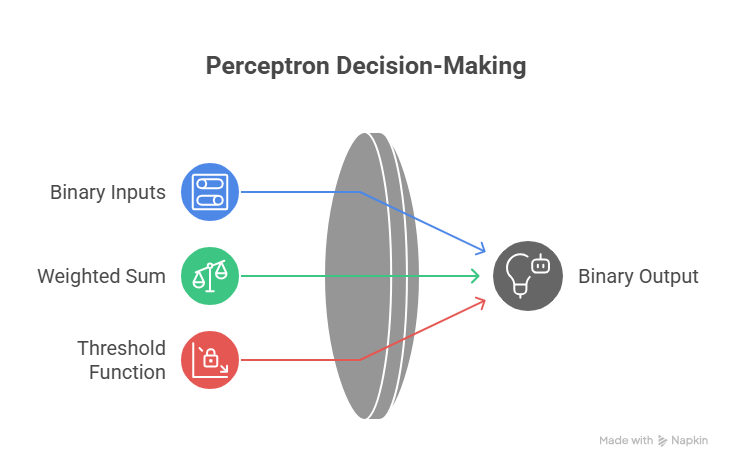 Perceptron Decision-Making
Binary Inputs
Weighted Sum
Threshold
Function
Binary Output
Made with Napkin